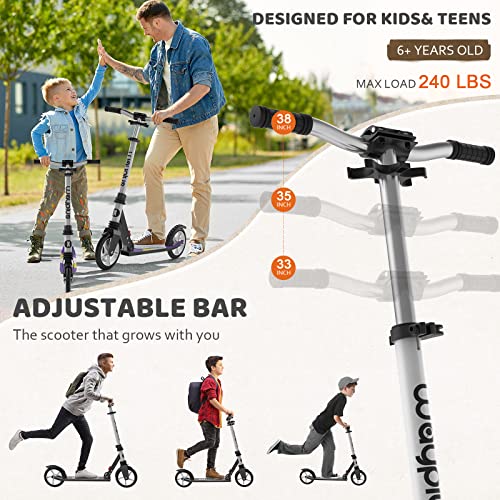 DESIGNED FOR KIDS& TEENS
6+ YEARS OLD
MAX LOAD 240 LBS
38
INCH
35
INCH
33
INCH
ADJUSTABLE BAR
The scooter that grows with you